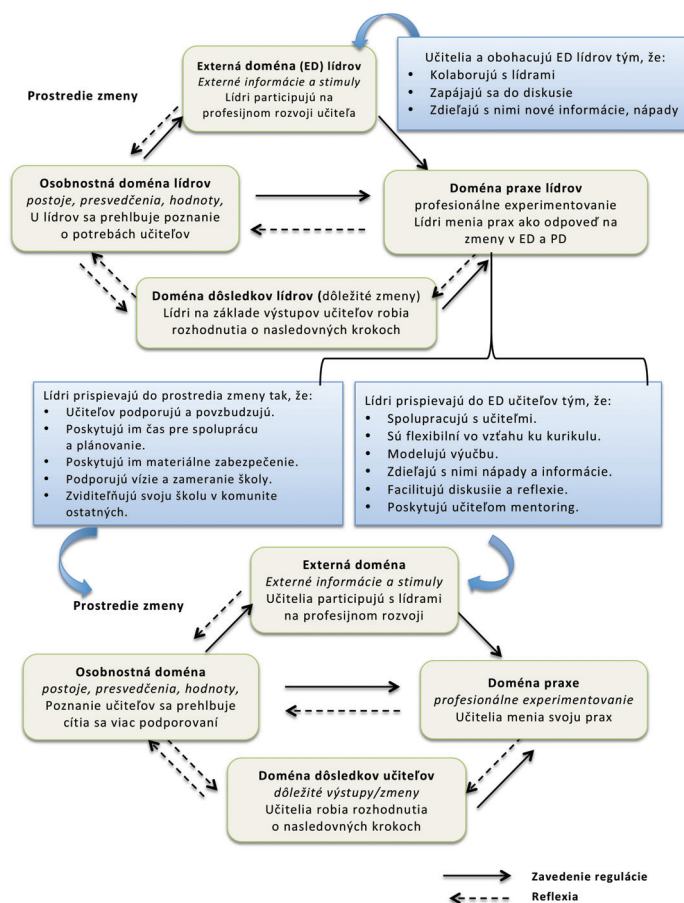 Externá doména (ED) lídrov
Externé informácie a stimuly
Lídri participujú na
profesijnom rozvoji učiteľa
Učitelia a obohacujú ED lídrov tým, že:
• Kolaborujú s lídrami
• Zapájajú sa do diskusie
• Zdieľajú s nimi nové informácie, nápady
Prostredie zmeny
Osobnostná doména lídrov
postoje, presvedčenia, hodnoty,
U lídrov sa prehlbuje poznanie
o potrebách učiteľov
Doména praxe lídrov
profesionálne experimentovanie
Lídri menia prax ako odpoveď na
zmeny v ED a PD
Doména dôsledkov lídrov (dôležité zmeny)
Lídri na základe výstupov učiteľov robia
rozhodnutia o nasledovných krokoch
Lídri prispievajú do prostredia zmeny tak, že:
• Učiteľov podporujú a povzbudzujú.
• Poskytujú im čas pre spoluprácu
a plánovanie.
• Poskytujú im materiálne zabezpečenie.
• Podporujú vízie a zameranie školy.
• Zviditeľňujú svoju školu v komunite
ostatných.
Lídri prispievajú do ED učiteľov tým, že:
• Spolupracujú s učiteľmi.
• Sú flexibilní vo vzťahu ku kurikulu.
• Modelujú výučbu.
• Zdieľajú s nimi nápady a informácie.
• Facilitujú diskusiie a reflexie.
• Poskytujú učiteľom mentoring.
Externá doména
Externé informácie a stimuly
Učitelia participujú s lídrami
na profesijnom rozvoji
Prostredie zmeny
Osobnostná doména
postoje, presvedčenia, hodnoty,
Poznanie učiteľov sa prehlbuje
cítia sa viac podporovaní
Doména praxe
profesionálne experimentovanie
Učitelia menia svoju prax
Doména dôsledkov učiteľov
dôležité výstupy/zmeny
Učitelia robia rozhodnutia
o nasledovných krokoch
Zavedenie regulácie
Reflexia